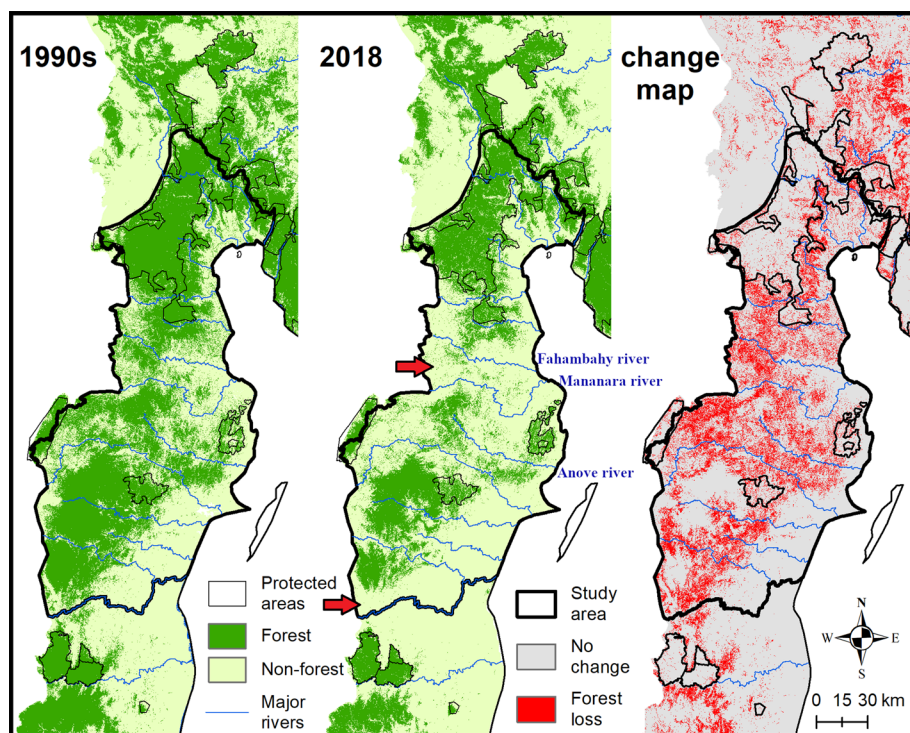 1990s
2018
change
map
Fahambahy river
Mananara river
Anove river
Protected
areas
Forest
Non-forest
Major
rivers
Study
area
No
change
Forest
loss
N
W
E
S
0 15 30 km